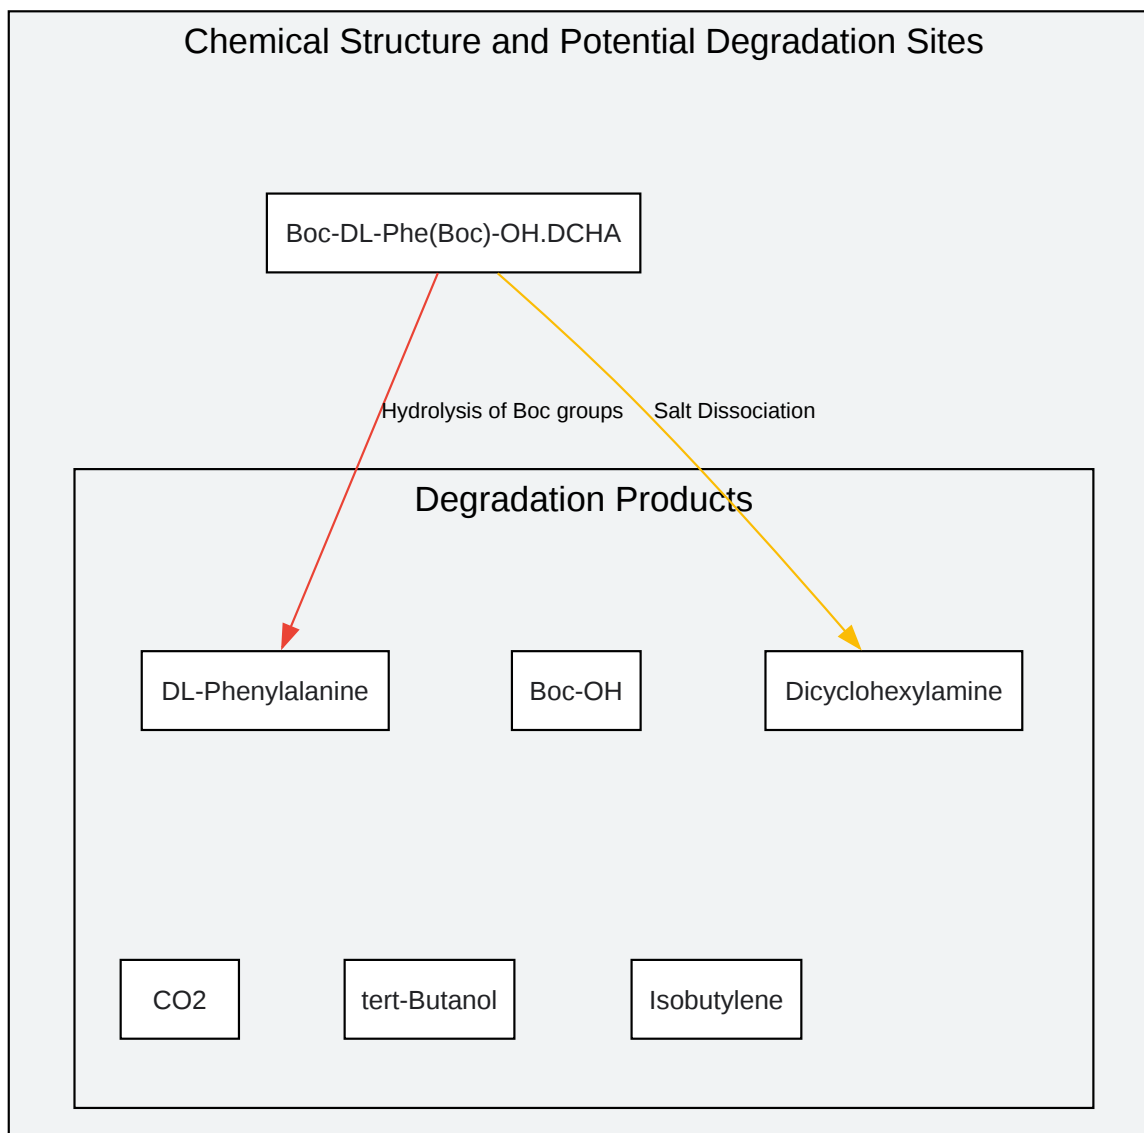 Chemical Structure and Potential Degradation Sites
Boc-DL-Phe(Boc)-OH.DCHA
Hydrolysis of Boc groups
Salt Dissociation
Degradation Products
DL-Phenylalanine
Boc-OH
Dicyclohexylamine
CO2
tert-Butanol
Isobutylene